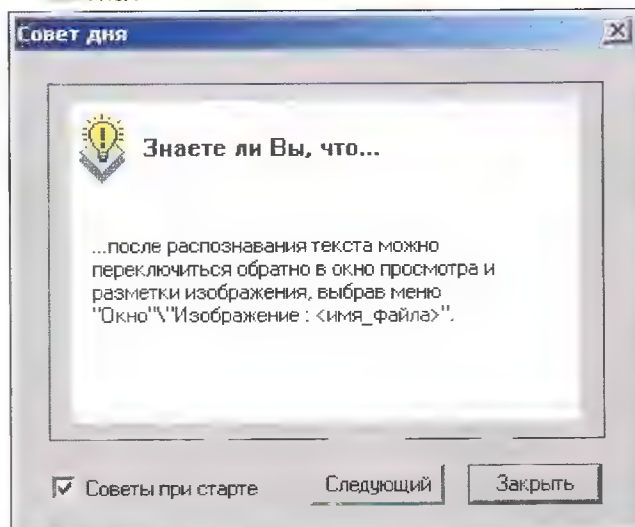 Совет дня
Знаете ли Вы, что...
...после распознавания текста можно
переключиться обратно в окно просмотра и
разметки изображения, выбрав меню
"Окно"\"Изображение : <имя_файла>".
Советы при старте
Следующий
Закрыть